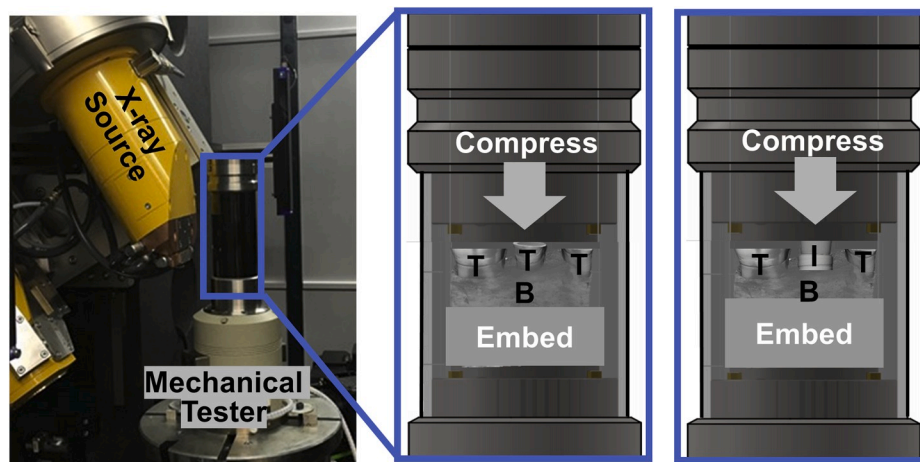 X-ray
Source
Mechanical
Tester
Compress
T T T
B
Embed
Compress
T I T
B
Embed